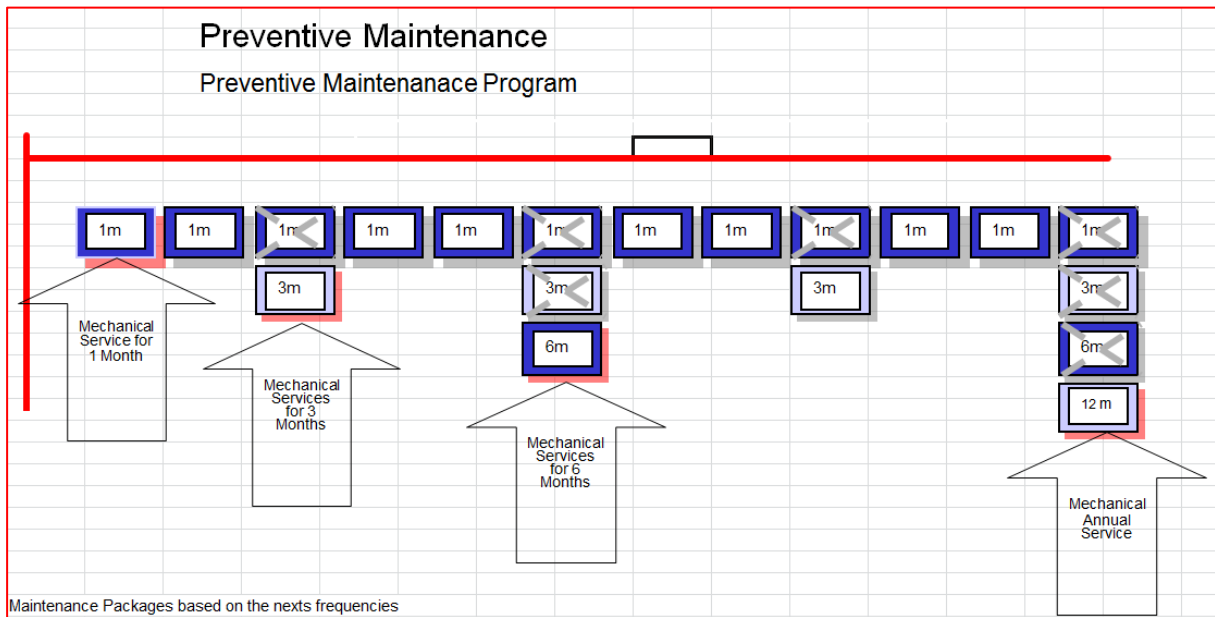 Preventive Maintenance
Preventive Maintenanace Program
1m 1m 1m 1m 1m 1m 1m 1m 1m 1m 1m 1m
3m 3m 3m 3m
6m 6m
12 m
Mechanical
Service for
1 Month
Mechanical
Services
for 3
Months
Mechanical
Services
for 6
Months
Mechanical
Annual
Service
Maintenance Packages based on the nexts frequencies